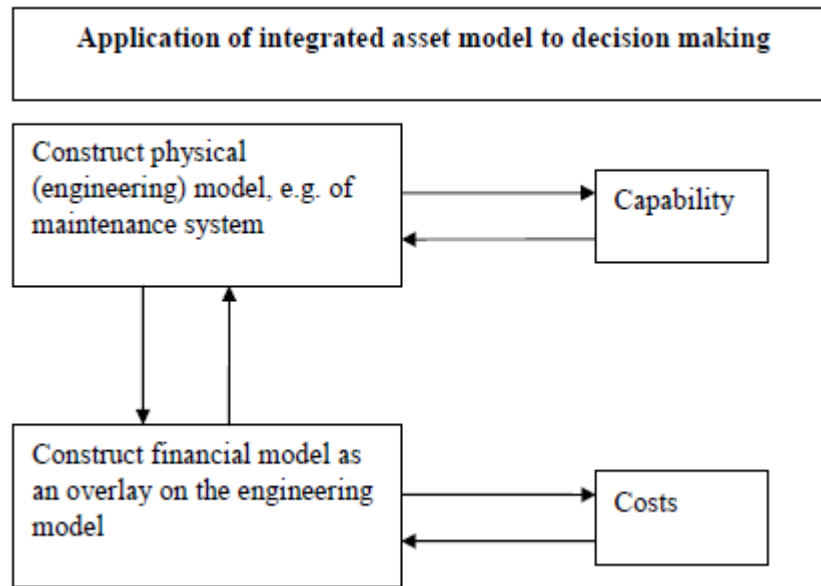 Application of integrated asset model to decision making
Construct physical
(engineering) model, e.g. of
maintenance system
Capability
Construct financial model as
an overlay on the engineering
model
Costs